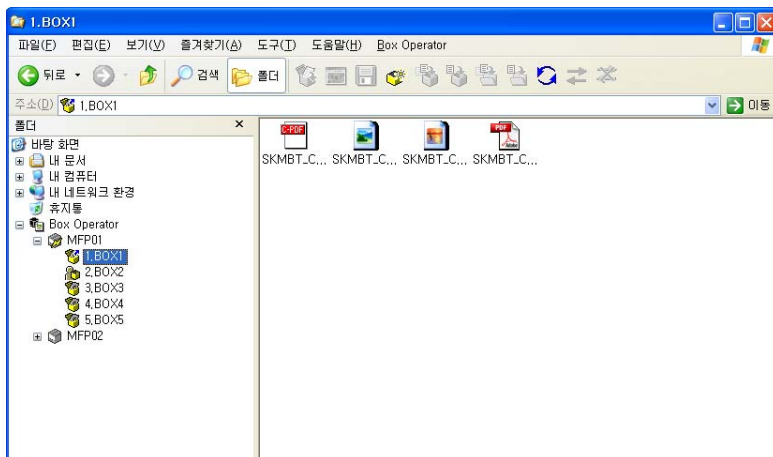 1.BOX1
파일(F) 편집(E) 보기(V) 즐겨찾기(A) 도구(T) 도움말(H) Box Operator
뒤로 검색 폴더
주소(D) 1.BOX1 이동
폴더
바탕 화면
내 문서
내 컴퓨터
내 네트워크 환경
휴지통
Box Operator
MFP01
1.BOX1
2.BOX2
3.BOX3
4.BOX4
5.BOX5
MFP02
C-PDF
PDF
Adobe
SKMBT_C... SKMBT_C... SKMBT_C... SKMBT_C...